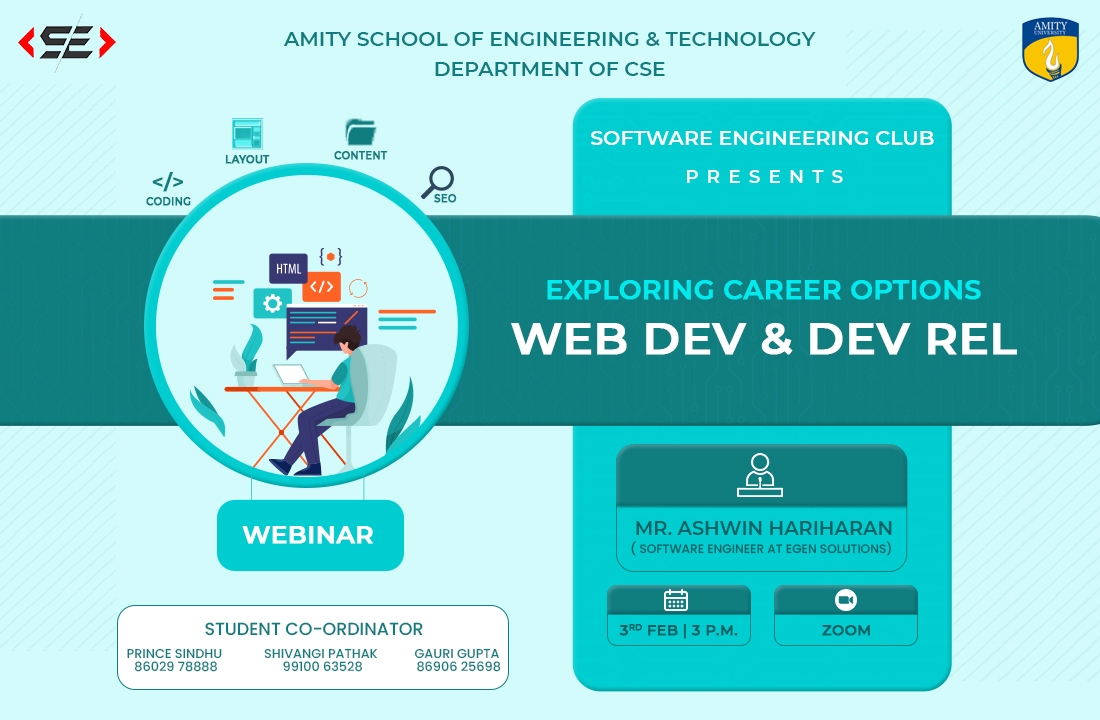 SE
AMITY SCHOOL OF ENGINEERING & TECHNOLOGY
DEPARTMENT OF CSE
AMITY
UNIVERSITY
LAYOUT
CONTENT
</>
CODING
SEO
SOFTWARE ENGINEERING CLUB
PRESENTS
HTML
{ }
</>
EXPLORING CAREER OPTIONS
WEB DEV & DEV REL
WEBINAR
MR. ASHWIN HARIHARAN
( SOFTWARE ENGINEER AT EGEN SOLUTIONS)
3RD FEB | 3 P.M.
ZOOM
STUDENT CO-ORDINATOR
PRINCE SINDHU SHIVANGI PATHAK GAURI GUPTA
86029 78888 99100 63528 86906 25698